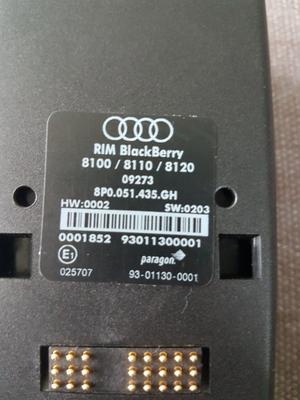 RIM BlackBerry
8100 / 8110 / 8120
09273
8P0.051.435.GH
HW:0002 SW:0203
0001852 93011300001
E1 paragon
025707 93-01130-0001